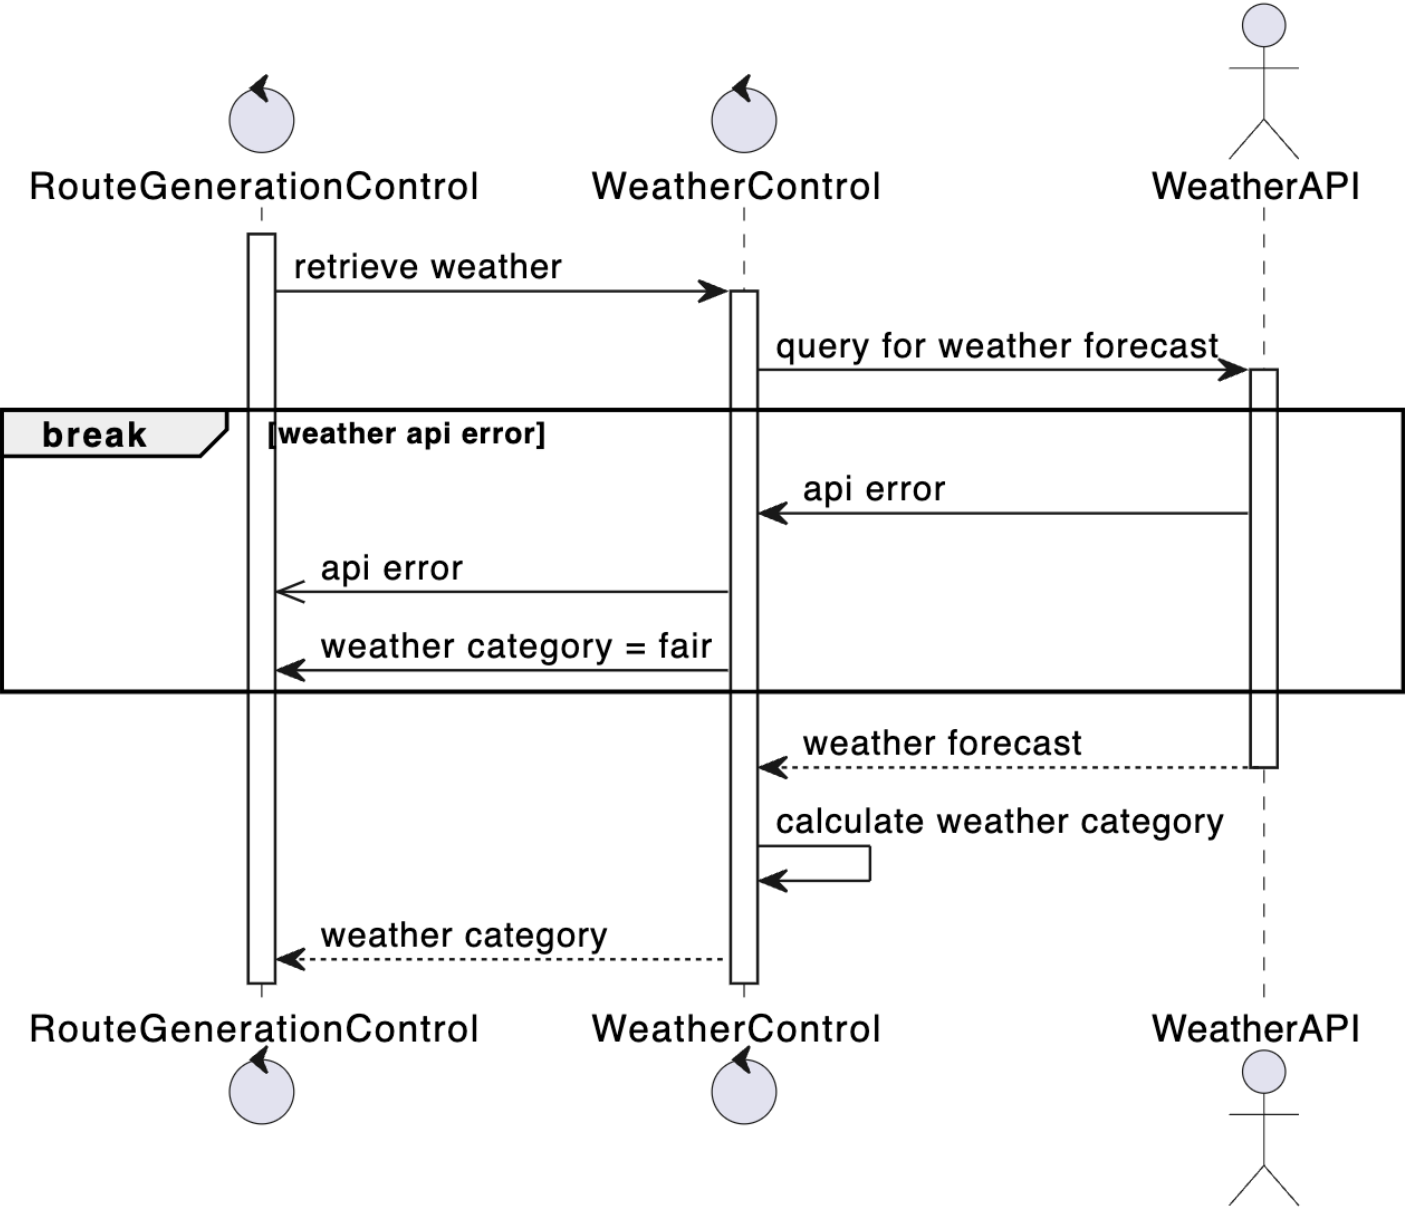 RouteGenerationControl
WeatherControl
WeatherAPI
retrieve weather
query for weather forecast
break
[weather api error]
api error
api error
weather category = fair
weather forecast
calculate weather category
weather category
RouteGenerationControl
WeatherControl
WeatherAPI